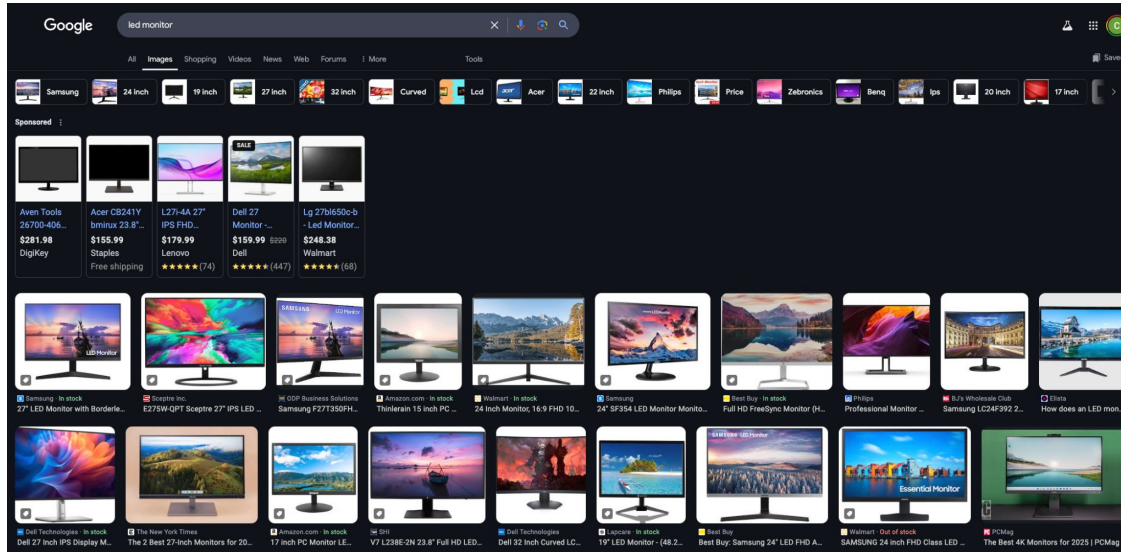 Google
led monitor
All Images Shopping Videos News Web Forums More Tools
Save
Samsung 24 inch 19 inch 27 inch 32 inch Curved Lcd Acer 22 inch Philips Price Zebronics Benq Ips 20 inch 17 inch
Sponsored
SALE
Aven Tools
26700-406...
$281.98
DigiKey
Acer CB241Y
bmirux 23.8"...
$155.99
Staples
Free shipping
L27i-4A 27"
IPS FHD...
$179.99
Lenovo
(74)
Dell 27
Monitor -...
$159.99 $220
Dell
(447)
Lg 27bl650c-b
- Led Monitor...
$248.38
Walmart
(68)
LED Monitor
SAMSUNG LED Monitor
Samsung · In stock
27" LED Monitor with Borderle...
Sceptre Inc.
E275W-QPT Sceptre 27" IPS LED ...
ODP Business Solutions
Samsung F27T350FH...
Amazon.com · In stock
Thinlerain 15 inch PC ...
Walmart · In stock
24 Inch Monitor, 16:9 FHD 10...
Samsung
24" SF354 LED Monitor Monito...
Best Buy · In stock
Full HD FreeSync Monitor (H...
Philips
Professional Monitor ...
BJ's Wholesale Club
Samsung LC24F392 2...
Elista
How does an LED mon...
SAMSUNG LED Monitor
Essential Monitor
Dell Technologies · In stock
Dell 27 Inch IPS Display M...
The New York Times
The 2 Best 27-Inch Monitors for 20...
Amazon.com · In stock
17 inch PC Monitor LE...
SHI
V7 L238E-2N 23.8" Full HD LED...
Dell Technologies
Dell 32 Inch Curved LC...
Lapcare · In stock
19" LED Monitor - (48.2...
Best Buy
Best Buy: Samsung 24" LED FHD A...
Walmart · Out of stock
SAMSUNG 24 inch FHD Class LED ...
PCMag
The Best 4K Monitors for 2025 | PCMag